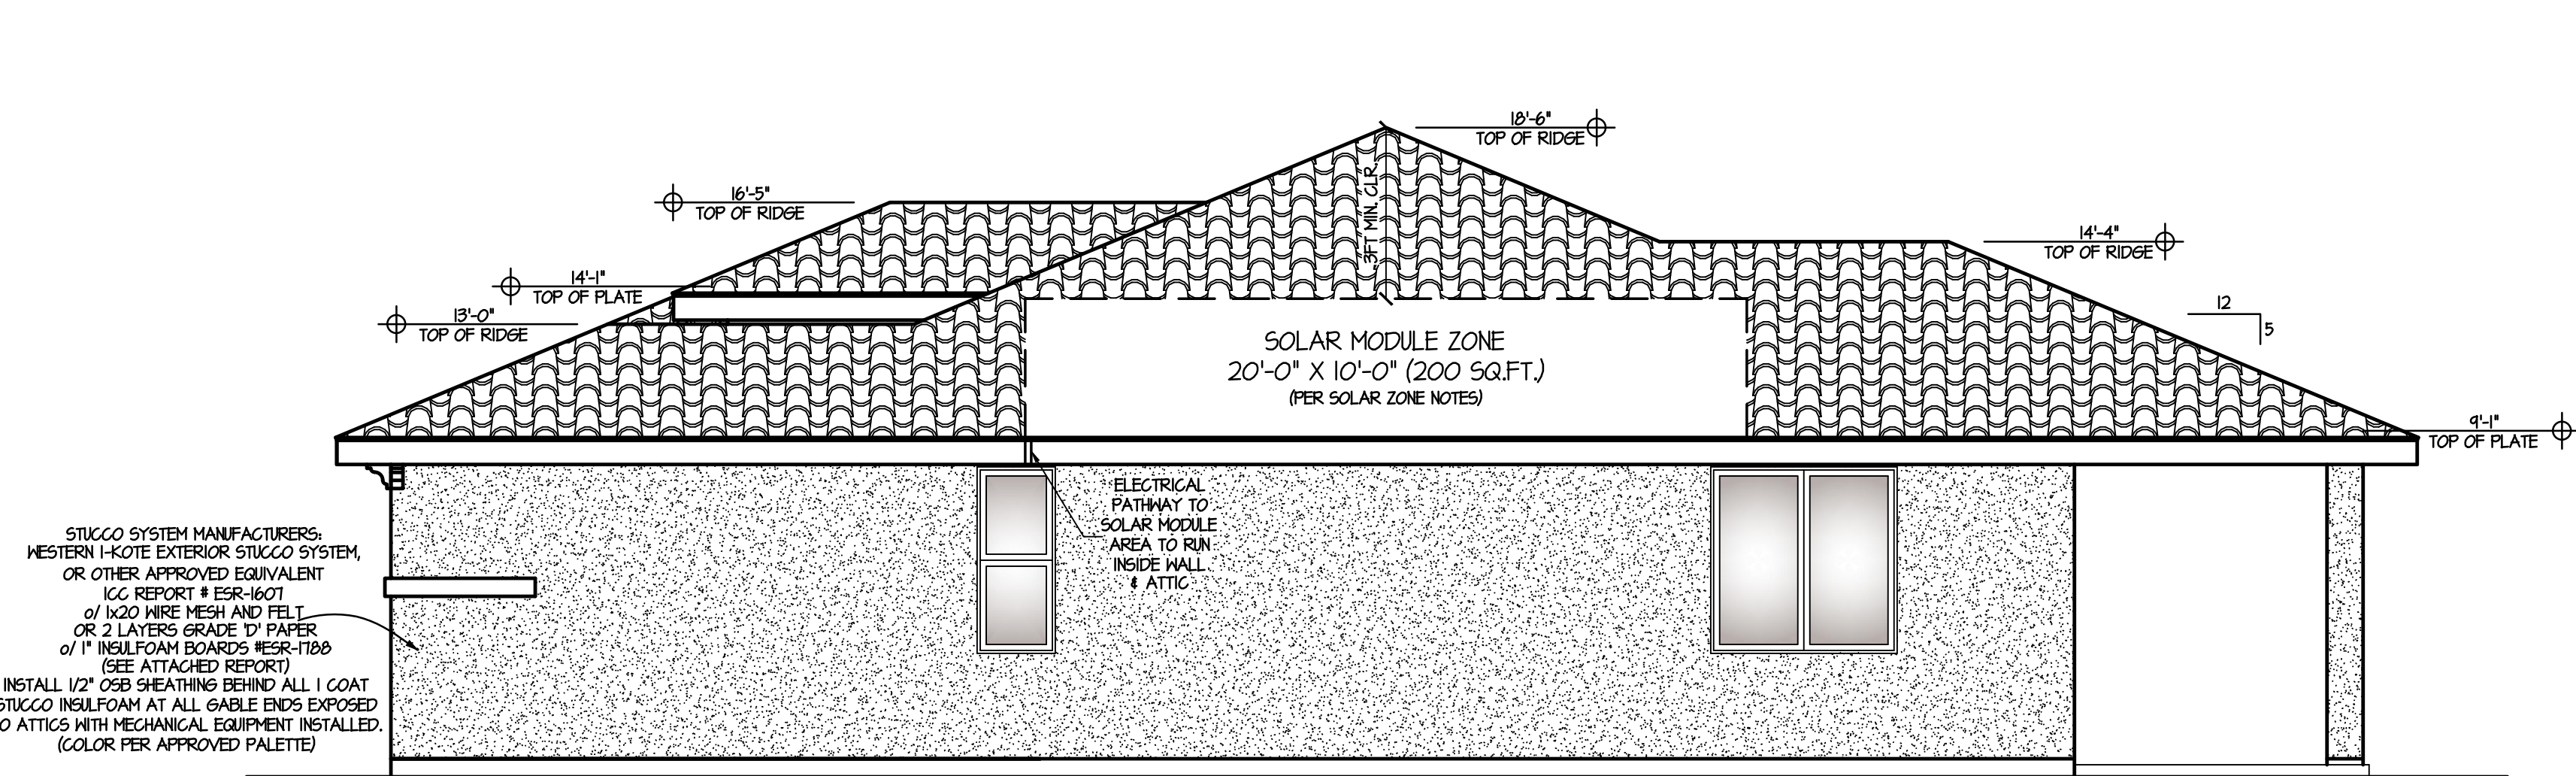 18'-6"
TOP OF RIDGE
16'-5"
TOP OF RIDGE
14'-4"
TOP OF RIDGE
14'-1"
TOP OF PLATE
13'-0"
TOP OF RIDGE
3FT MIN. CLR.
12
5
SOLAR MODULE ZONE
20'-0" X 10'-0" (200 SQ.FT.)
(PER SOLAR ZONE NOTES)
9'-1"
TOP OF PLATE
ELECTRICAL
PATHWAY TO
SOLAR MODULE
AREA TO RUN
INSIDE WALL
& ATTIC
STUCCO SYSTEM MANUFACTURERS:
WESTERN 1-KOTE EXTERIOR STUCCO SYSTEM,
OR OTHER APPROVED EQUIVALENT
ICC REPORT # ESR-1607
o/ 1x20 WIRE MESH AND FELT
OR 2 LAYERS GRADE 'D' PAPER
o/ 1" INSULFOAM BOARDS #ESR-1788
(SEE ATTACHED REPORT)
INSTALL 1/2" OSB SHEATHING BEHIND ALL 1 COAT
STUCCO INSULFOAM AT ALL GABLE ENDS EXPOSED
O ATTICS WITH MECHANICAL EQUIPMENT INSTALLED.
(COLOR PER APPROVED PALETTE)